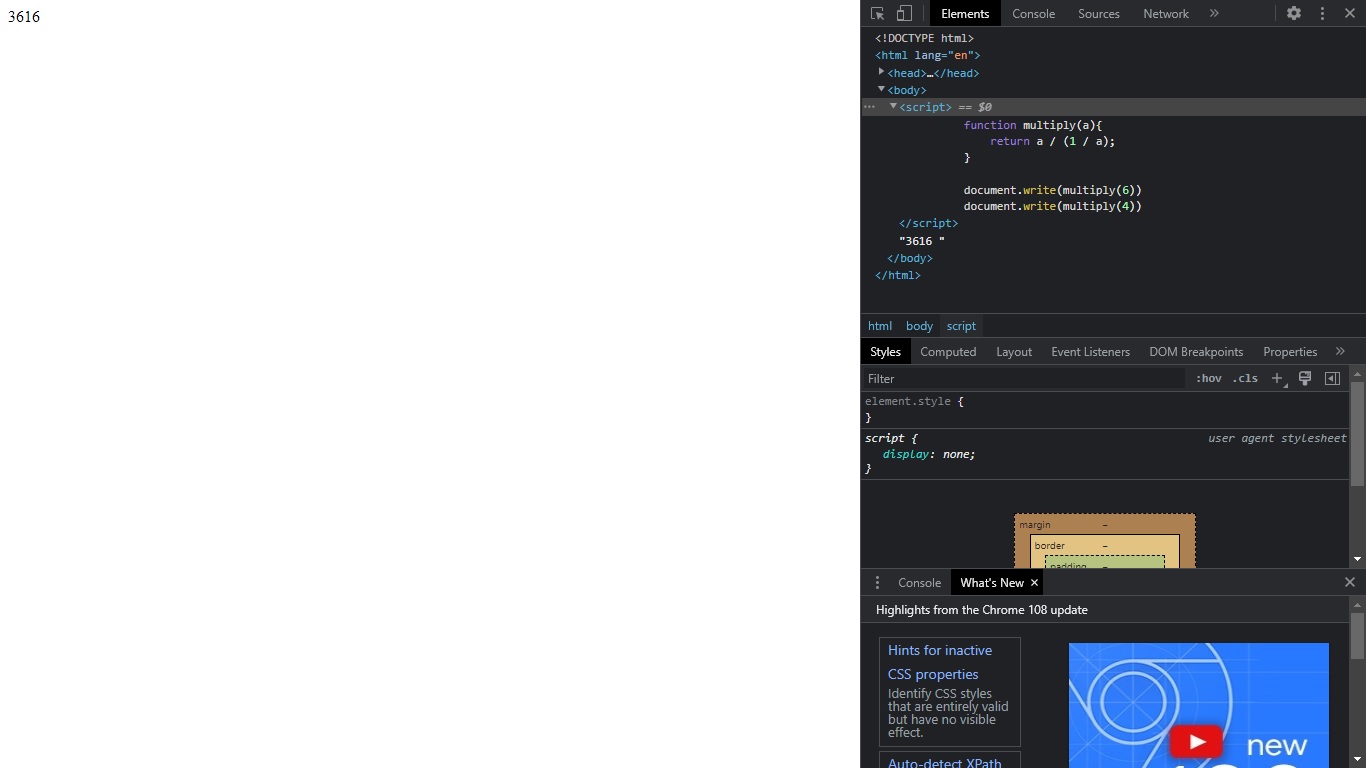 3616
Elements Console Sources Network »
<!DOCTYPE html>
<html lang="en">
<head>…</head>
<body>
<script> == $0
function multiply(a){
return a / (1 / a);
}
document.write(multiply(6))
document.write(multiply(4))
</script>
"3616 "
</body>
</html>
html body script
Styles Computed Layout Event Listeners DOM Breakpoints Properties »
Filter :hov .cls +
element.style {
}
script { user agent stylesheet
display: none;
}
margin –
border –
padding –
Console What's New ×
Highlights from the Chrome 108 update
Hints for inactive
CSS properties
Identify CSS styles
that are entirely valid
but have no visible
effect.
new
Auto-detect XPath